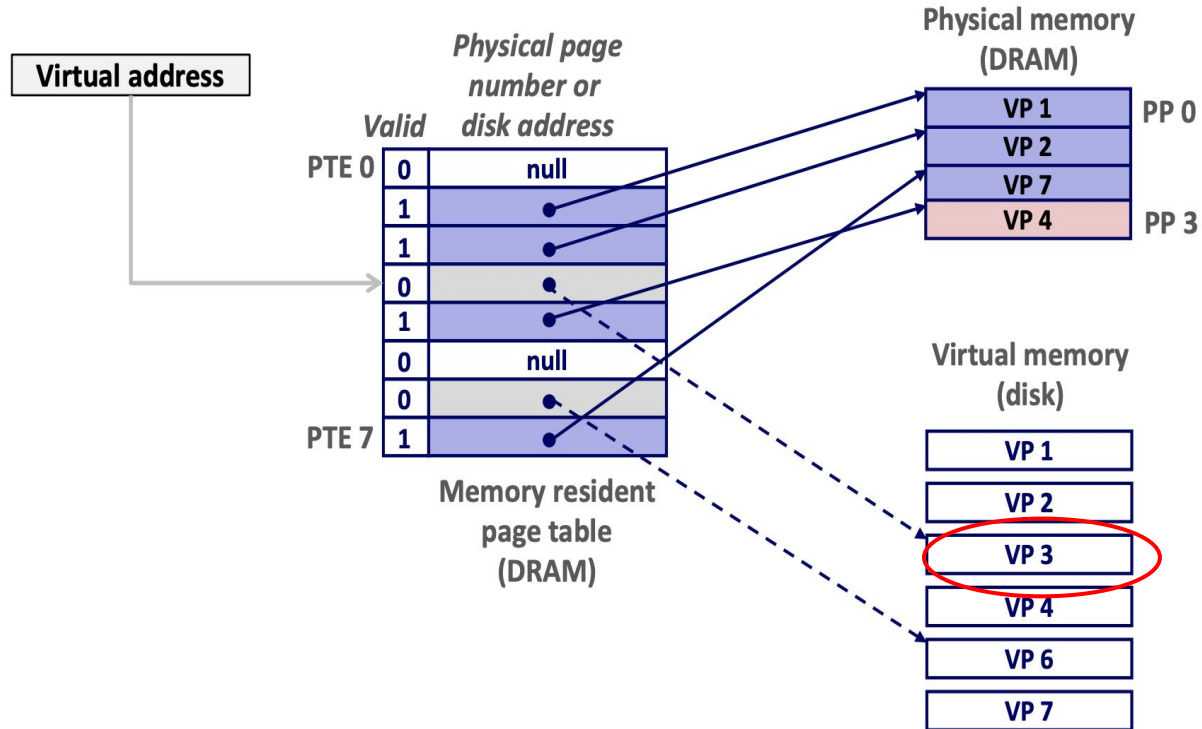 Virtual address
Physical page
number or
disk address
Valid
PTE 0
0
null
1
1
0
1
0
null
0
PTE 7
1
Memory resident
page table
(DRAM)
Physical memory
(DRAM)
VP 1
PP 0
VP 2
VP 7
VP 4
PP 3
Virtual memory
(disk)
VP 1
VP 2
VP 3
VP 4
VP 6
VP 7